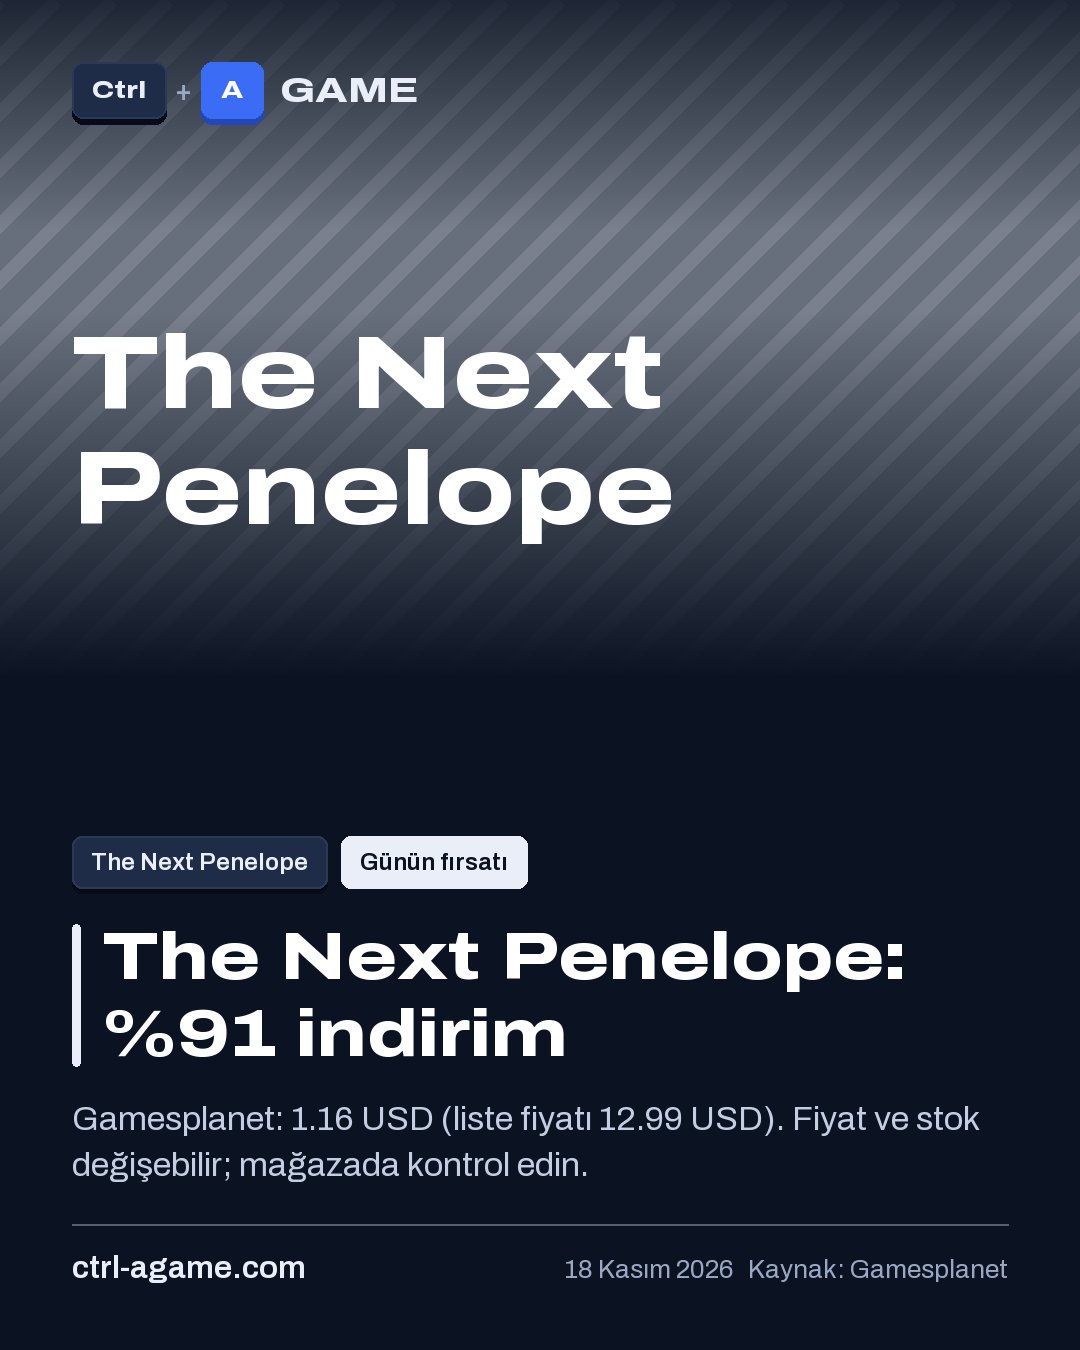 Ctrl + A GAME
The Next
Penelope
The Next Penelope Günün fırsatı
The Next Penelope:
%91 indirim
Gamesplanet: 1.16 USD (liste fiyatı 12.99 USD). Fiyat ve stok
değişebilir; mağazada kontrol edin.
ctrl-agame.com 18 Kasım 2026 Kaynak: Gamesplanet